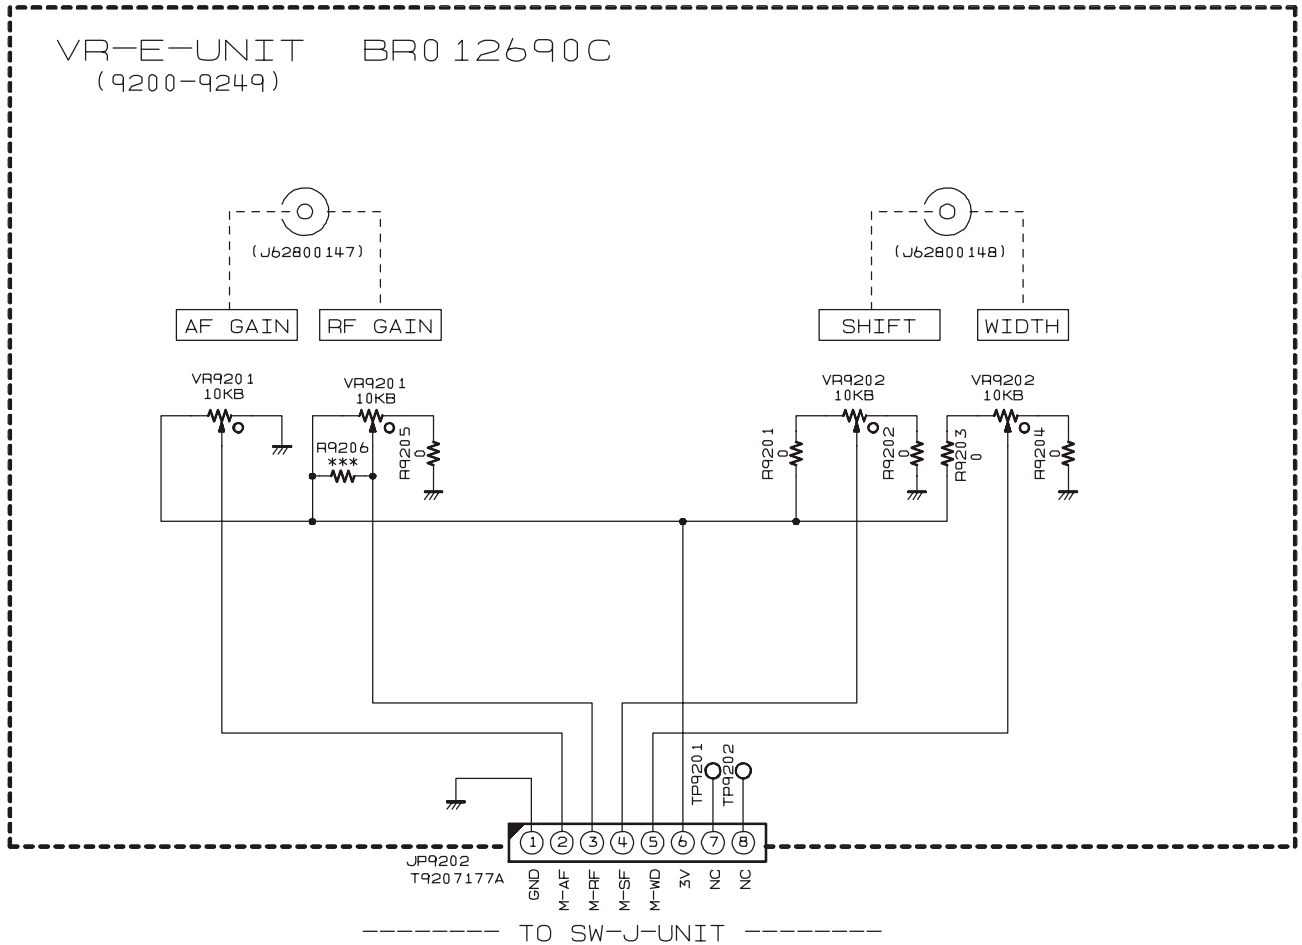 VR-E-UNIT BR012690C
(9200-9249)
(J62800147)
(J62800148)
AF GAIN
RF GAIN
SHIFT
WIDTH
VR9201
10KB
VR9201
10KB
VR9202
10KB
VR9202
10KB
R9206
***
R9205
0
R9201
0
R9202
0
R9203
0
R9204
0
TP9201
TP9202
1 2 3 4 5 6 7 8
JP9202
T9207177A
GND
M-AF
M-RF
M-SF
M-WD
3V
NC
NC
-------- TO SW-J-UNIT --------